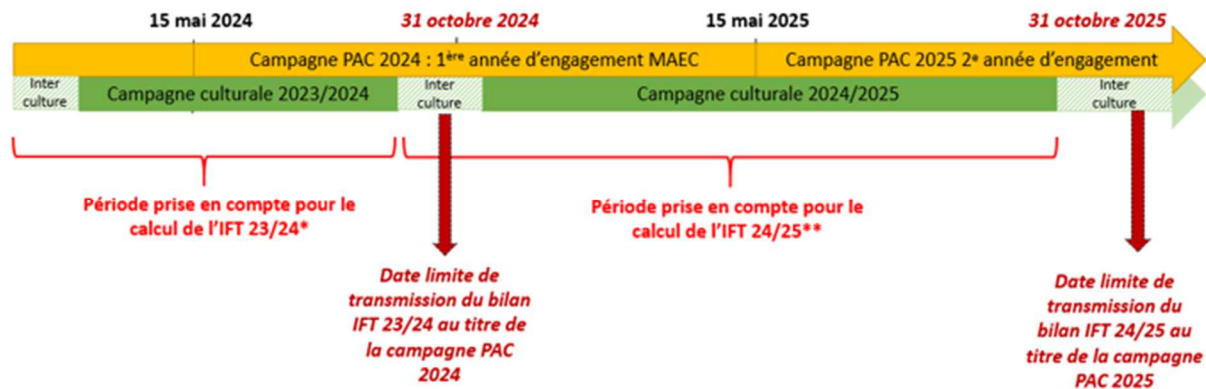 15 mai 2024
31 octobre 2024
15 mai 2025
31 octobre 2025
Campagne PAC 2024 : 1ère année d'engagement MAEC
Campagne PAC 2025 2e année d'engagement
Inter
culture
Campagne culturale 2023/2024
Inter
culture
Campagne culturale 2024/2025
Inter
culture
Période prise en compte pour le
calcul de l'IFT 23/24*
Période prise en compte pour le
calcul de l'IFT 24/25**
Date limite de
transmission du bilan
IFT 23/24 au titre de
la campagne PAC
2024
Date limite de
transmission du
bilan IFT 24/25 au
titre de la campagne
PAC 2025